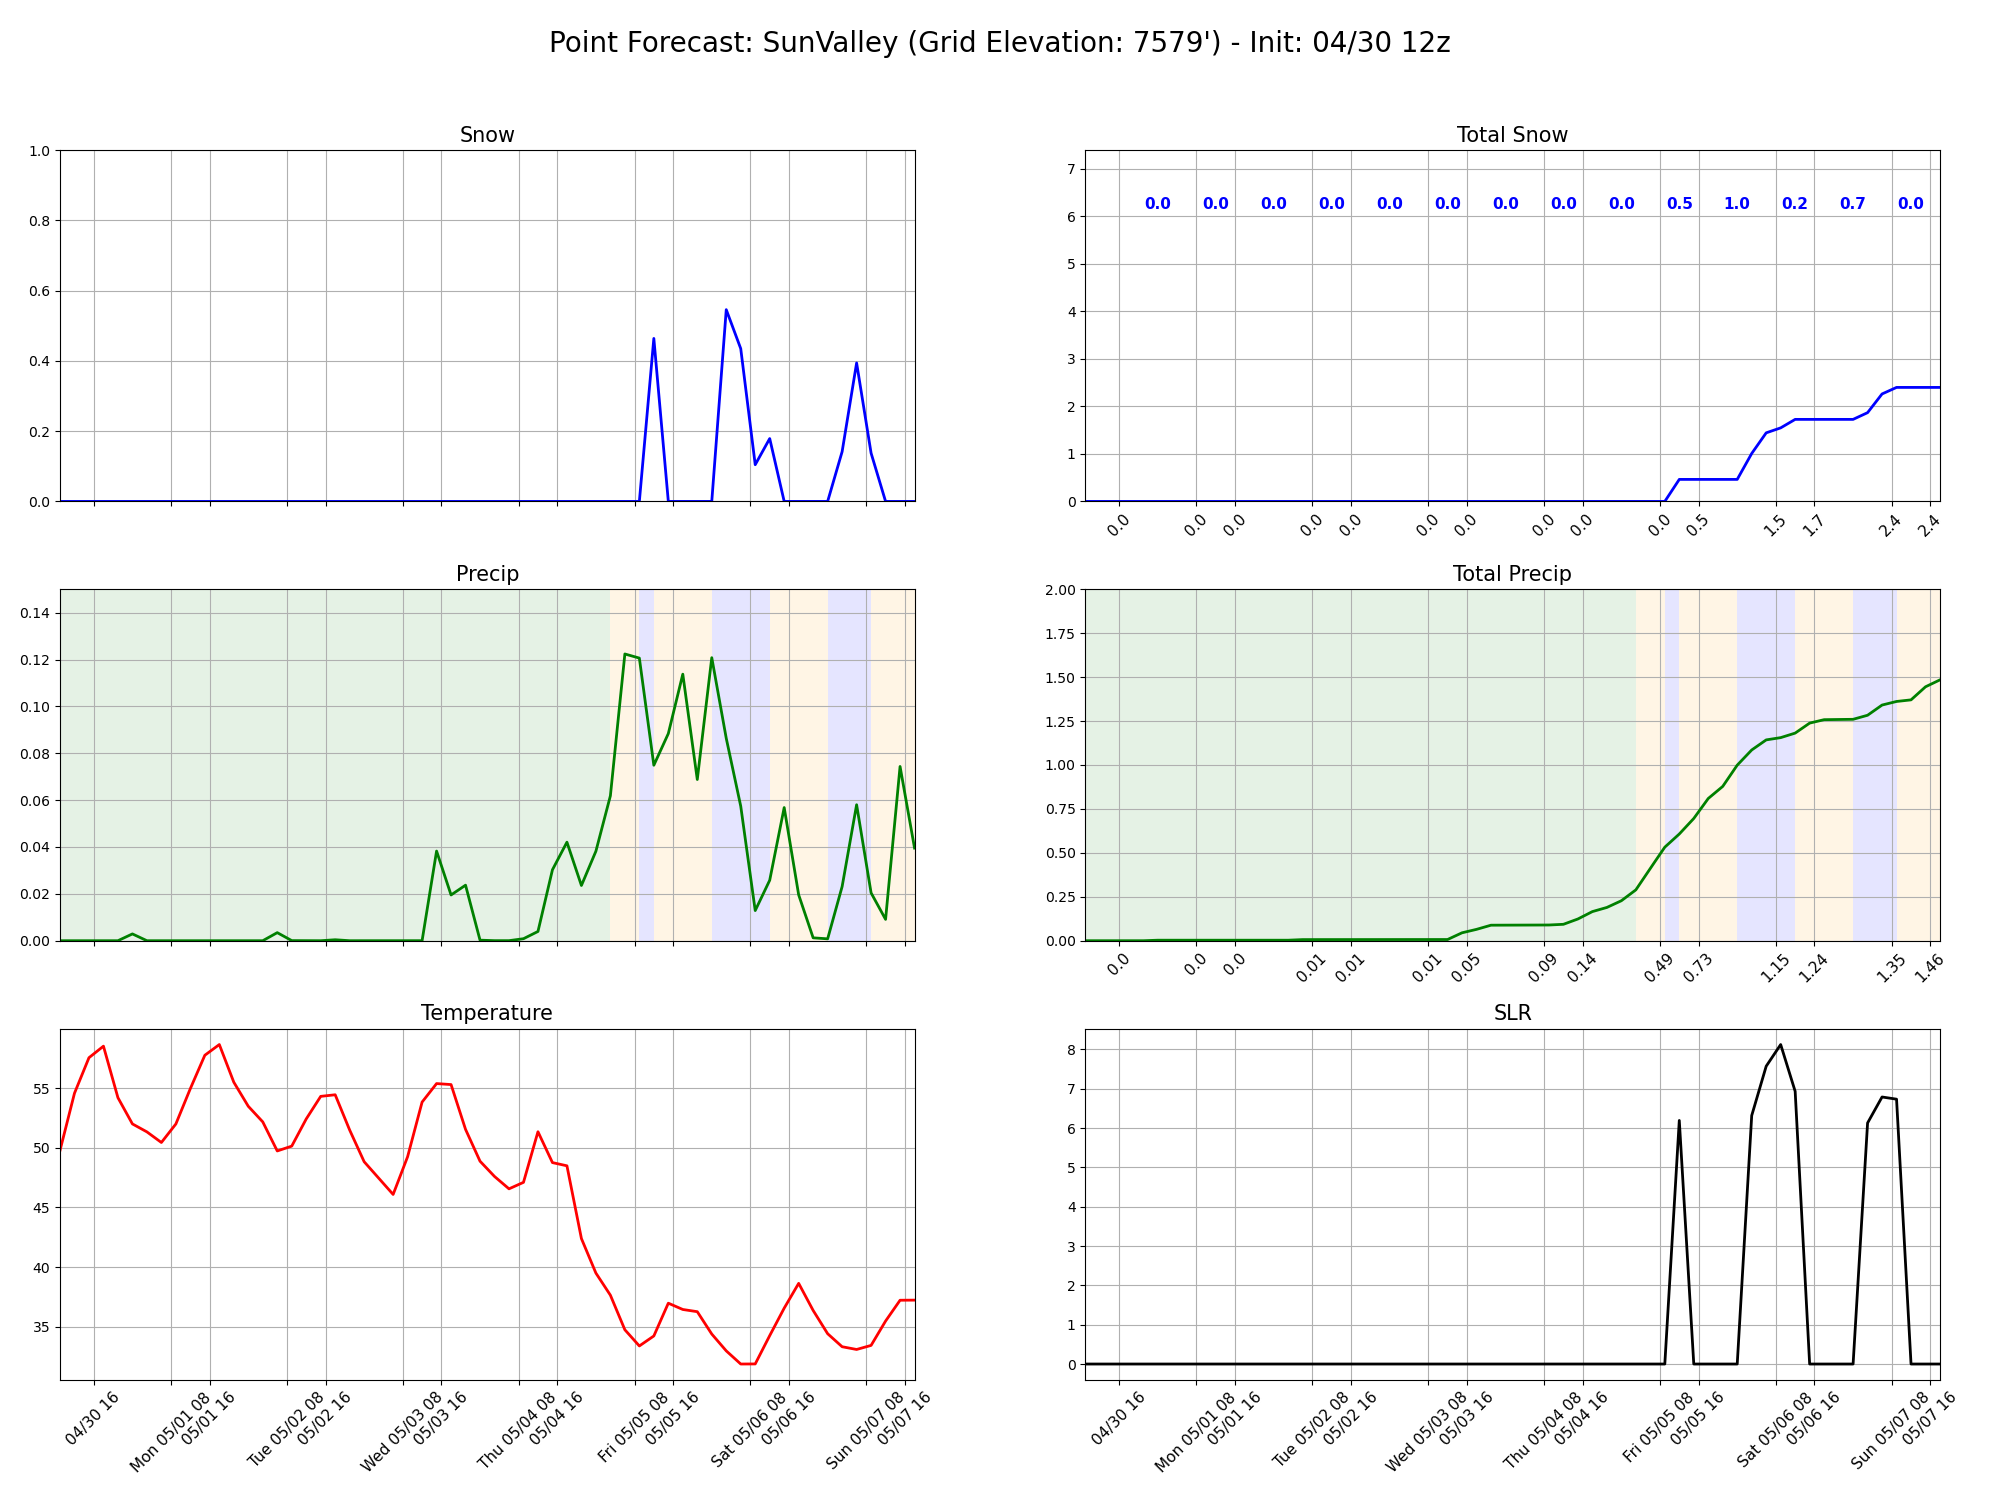 Point Forecast: SunValley (Grid Elevation: 7579') - Init: 04/30 12z
Snow
1.0
0.8
0.6
0.4
0.2
0.0
Total Snow
7
6
5
4
3
2
1
0
0.0 0.0 0.0 0.0 0.0 0.0 0.0 0.0 0.0 0.5 1.0 0.2 0.7 0.0
0.0 0.0 0.0 0.0 0.0 0.0 0.0 0.0 0.0 0.0 0.5 1.5 1.7 2.4 2.4
Precip
0.14
0.12
0.10
0.08
0.06
0.04
0.02
0.00
Total Precip
2.00
1.75
1.50
1.25
1.00
0.75
0.50
0.25
0.00
0.0 0.0 0.0 0.01 0.01 0.01 0.05 0.09 0.14 0.49 0.73 1.15 1.24 1.35 1.46
Temperature
55
50
45
40
35
04/30 16
Mon 05/01 08
05/01 16
Tue 05/02 08
05/02 16
Wed 05/03 08
05/03 16
Thu 05/04 08
05/04 16
Fri 05/05 08
05/05 16
Sat 05/06 08
05/06 16
Sun 05/07 08
05/07 16
SLR
8
7
6
5
4
3
2
1
0
04/30 16
Mon 05/01 08
05/01 16
Tue 05/02 08
05/02 16
Wed 05/03 08
05/03 16
Thu 05/04 08
05/04 16
Fri 05/05 08
05/05 16
Sat 05/06 08
05/06 16
Sun 05/07 08
05/07 16